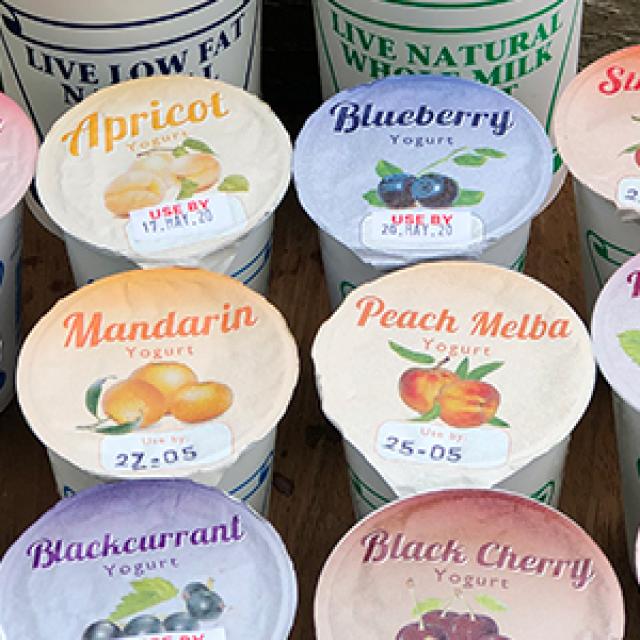 LIVE LOW FAT
LIVE NATURAL
WHOLE MILK
Apricot
Yogurt
USE BY
17.MAY.20
Blueberry
Yogurt
USE BY
20.MAY.20
Mandarin
Yogurt
Use by:
27-05
Peach Melba
Yogurt
Use by:
25-05
Blackcurrant
Yogurt
USE BY
Black Cherry
Yogurt